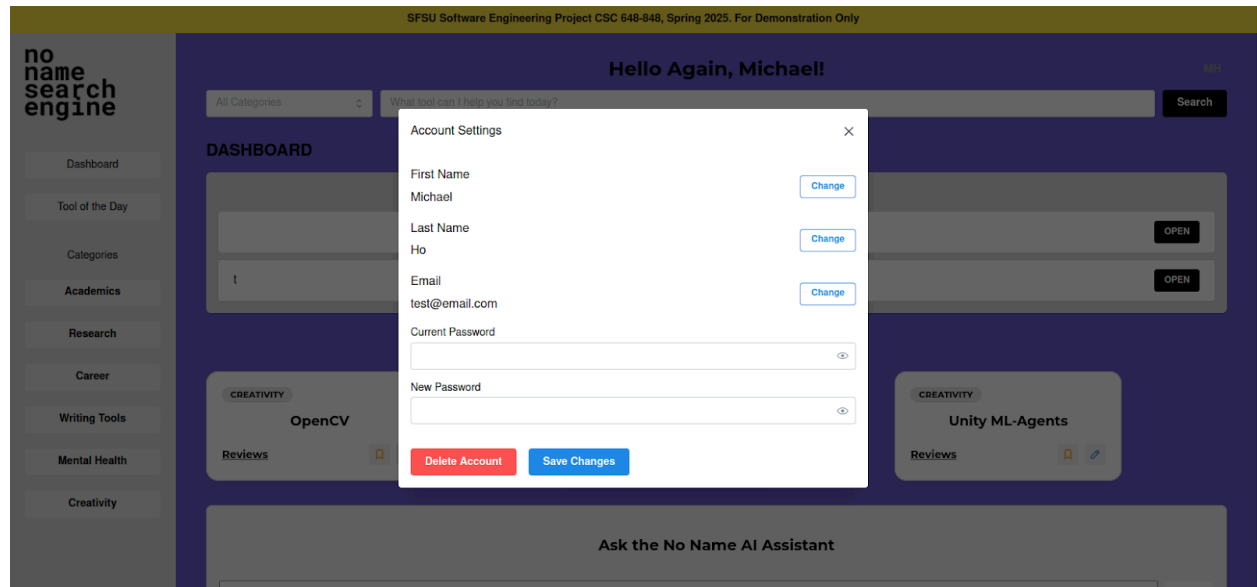 SFSU Software Engineering Project CSC 648-848, Spring 2025. For Demonstration Only
no
name
search
engine
Hello Again, Michael!
MH
All Categories
What tool can I help you find today?
Search
Dashboard
Tool of the Day
Categories
Academics
Research
Career
Writing Tools
Mental Health
Creativity
DASHBOARD
OPEN
t
OPEN
Account Settings
First Name
Michael
Change
Last Name
Ho
Change
Email
test@email.com
Change
Current Password
New Password
Delete Account
Save Changes
CREATIVITY
OpenCV
Reviews
CREATIVITY
Unity ML-Agents
Reviews
Ask the No Name AI Assistant